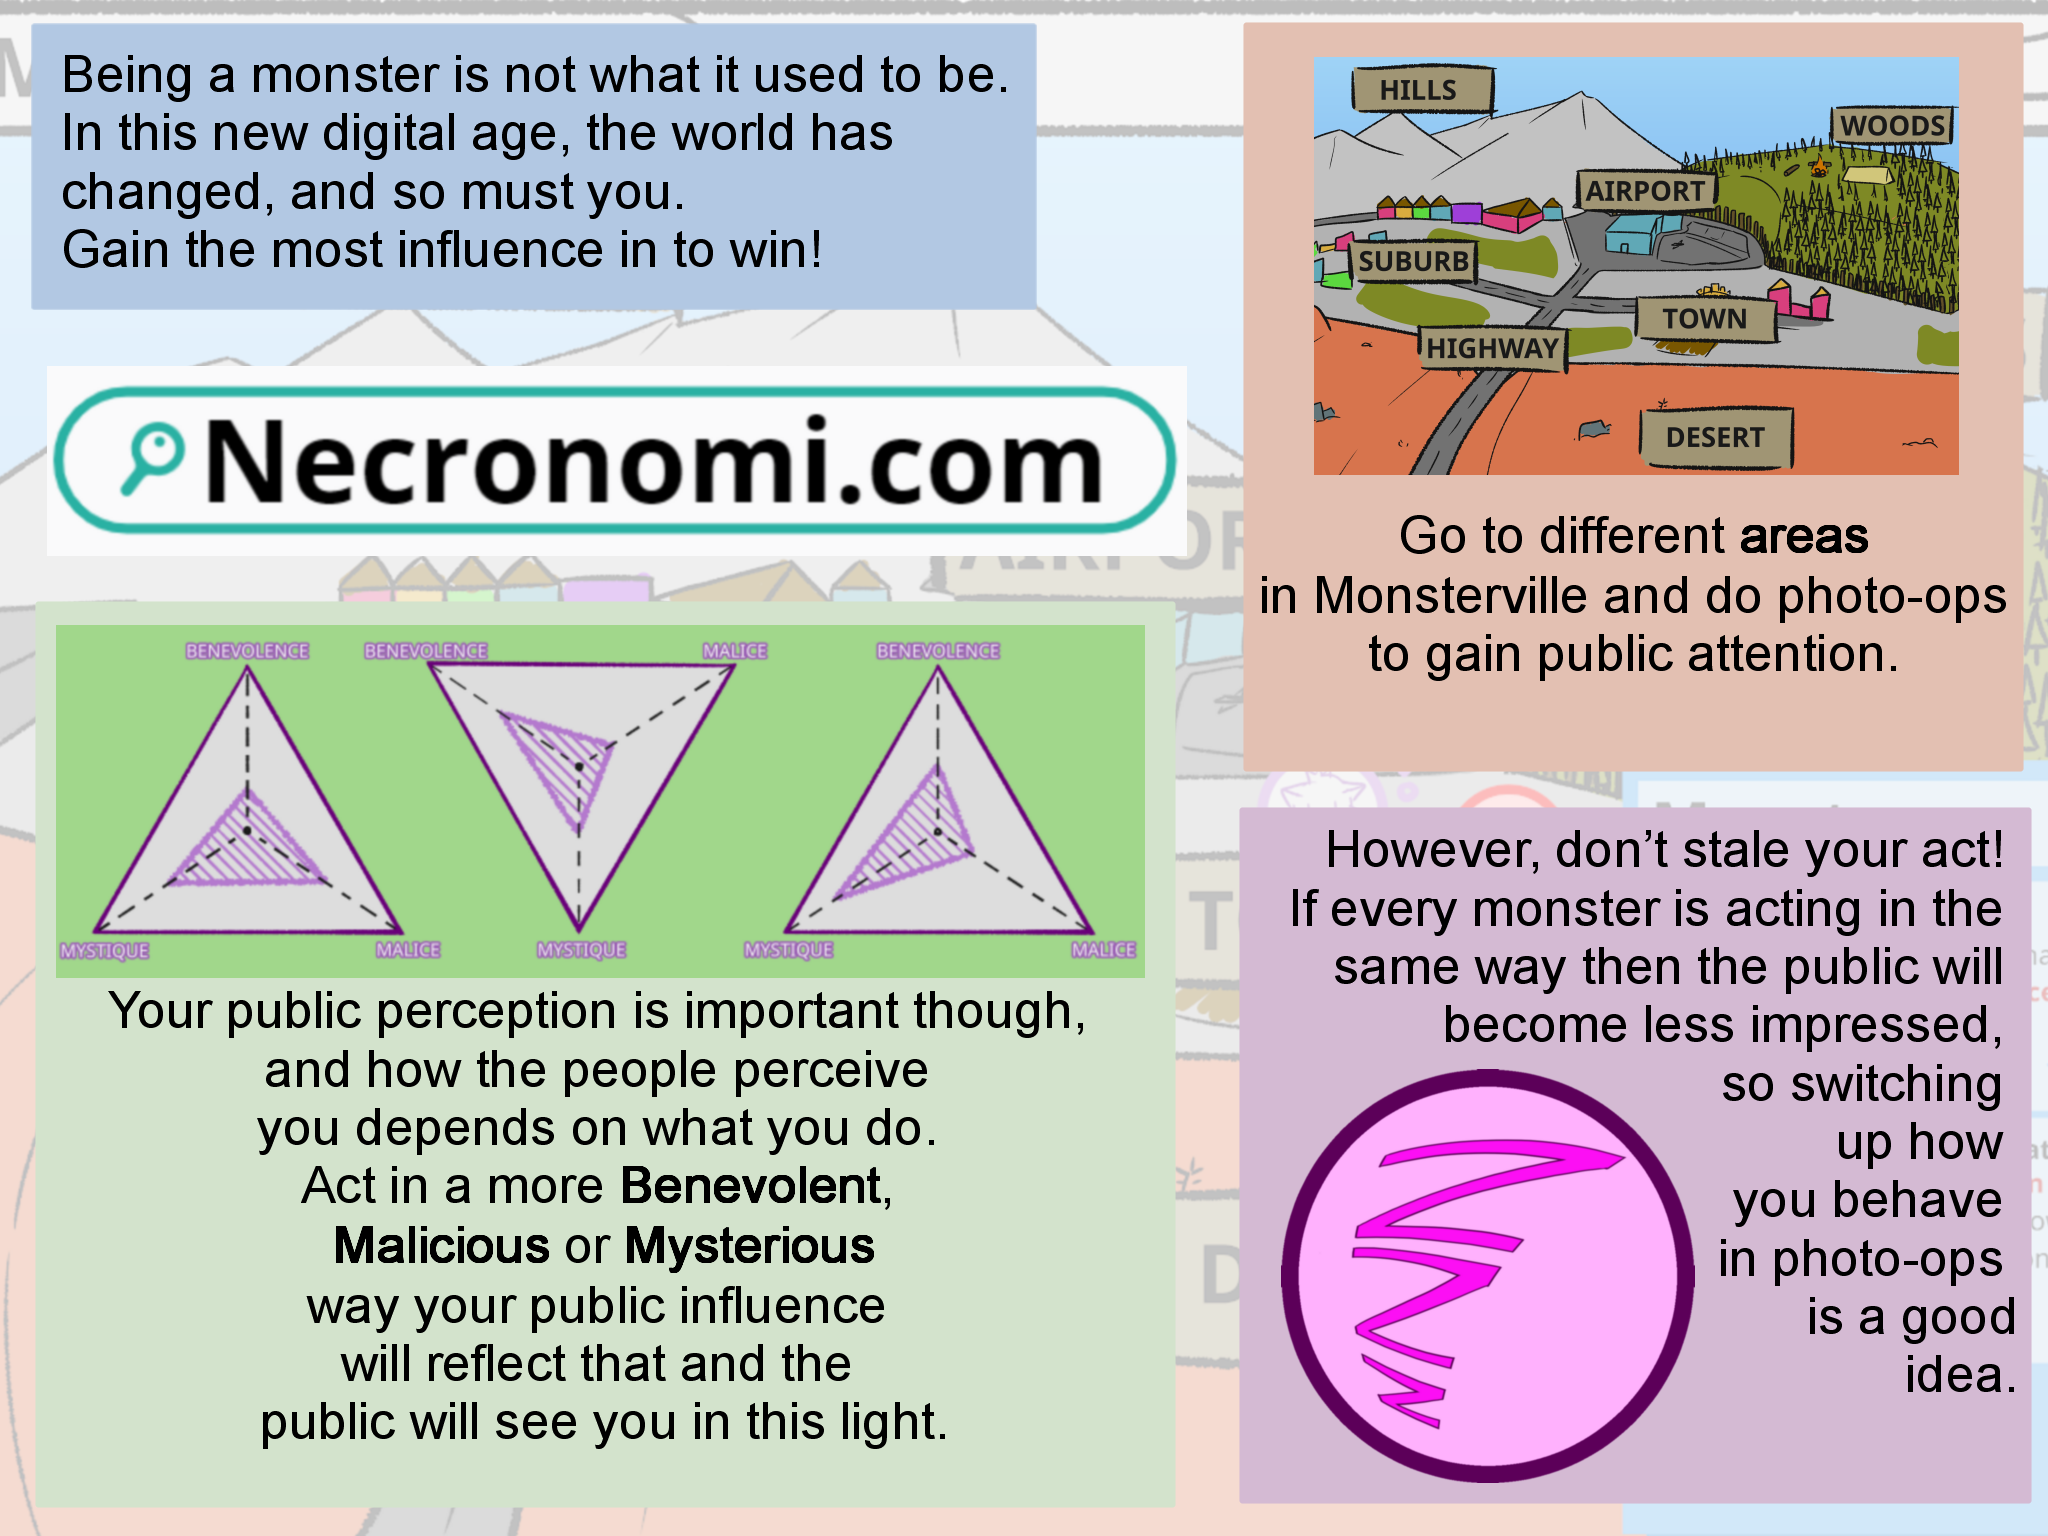 Being a monster is not what it used to be.
In this new digital age, the world has
changed, and so must you.
Gain the most influence in to win!
Necronomi.com
BENEVOLENCE
MYSTIQUE
MALICE
BENEVOLENCE
MALICE
MYSTIQUE
BENEVOLENCE
MYSTIQUE
MALICE
Your public perception is important though,
and how the people perceive
you depends on what you do.
Act in a more Benevolent,
Malicious or Mysterious
way your public influence
will reflect that and the
public will see you in this light.
HILLS
WOODS
AIRPORT
SUBURB
TOWN
HIGHWAY
DESERT
Go to different areas
in Monsterville and do photo-ops
to gain public attention.
However, don't stale your act!
If every monster is acting in the
same way then the public will
become less impressed,
so switching
up how
you behave
in photo-ops
is a good
idea.